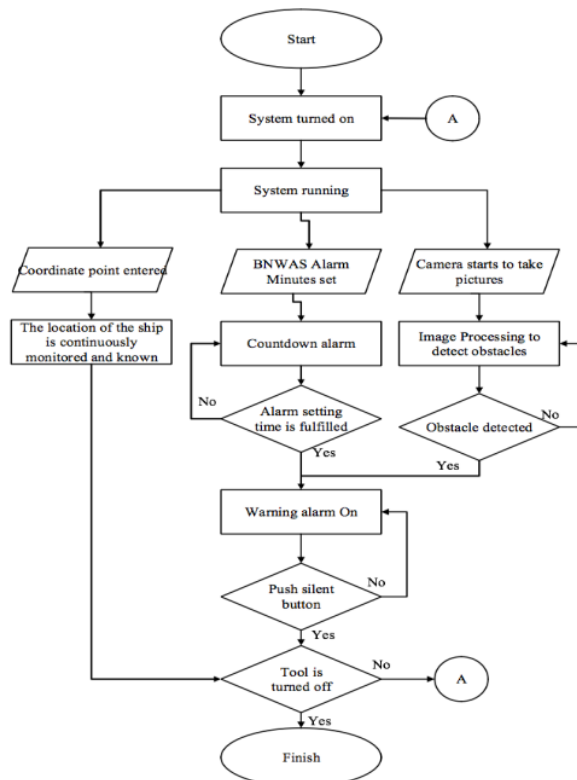 Start
System turned on
A
System running
Coordinate point entered
BNWAS Alarm
Minutes set
Camera starts to take
pictures
The location of the ship
is continuously
monitored and known
Countdown alarm
Image Processing to
detect obstacles
No
Alarm setting
time is fulfilled
Obstacle detected
No
Yes
Yes
Warning alarm On
Push silent
button
No
Yes
Tool is
turned off
No
A
Yes
Finish